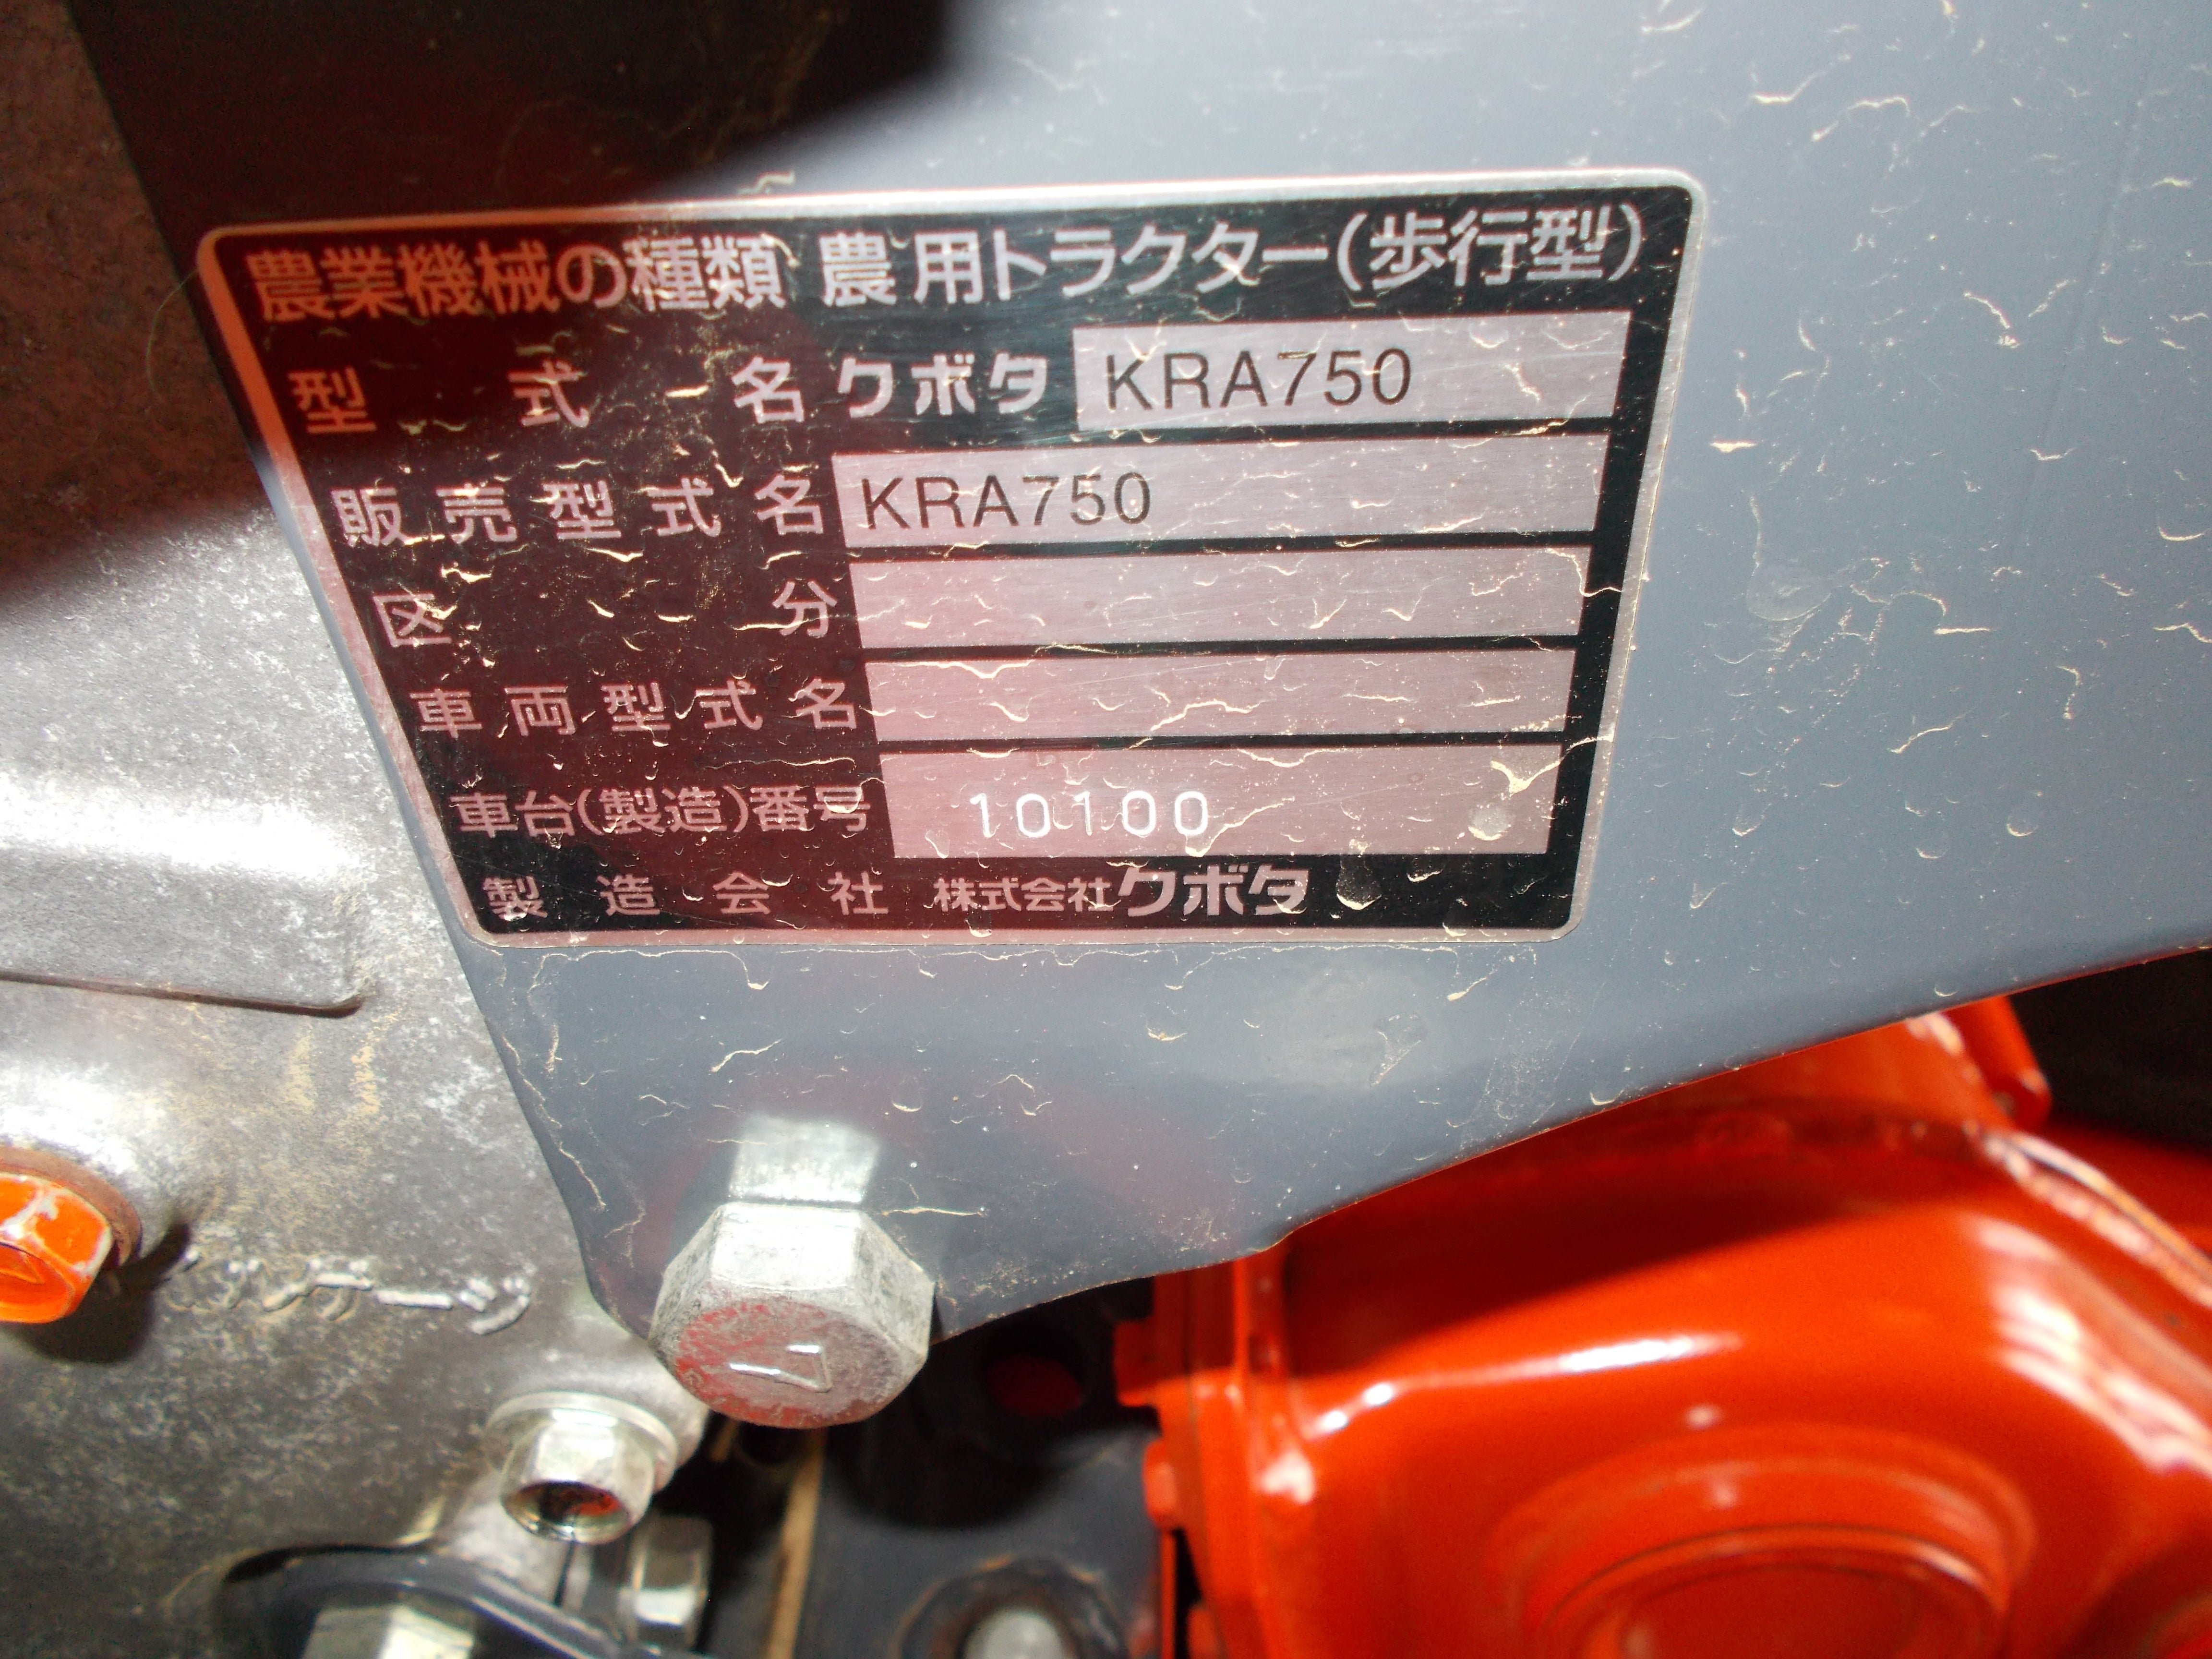 農業機械の種類 農用トラクター(歩行型)
型式名 クボタ KRA750
販売型式名 KRA750
区分
車両型式名
車台(製造)番号 10100
製造会社 株式会社クボタ
7